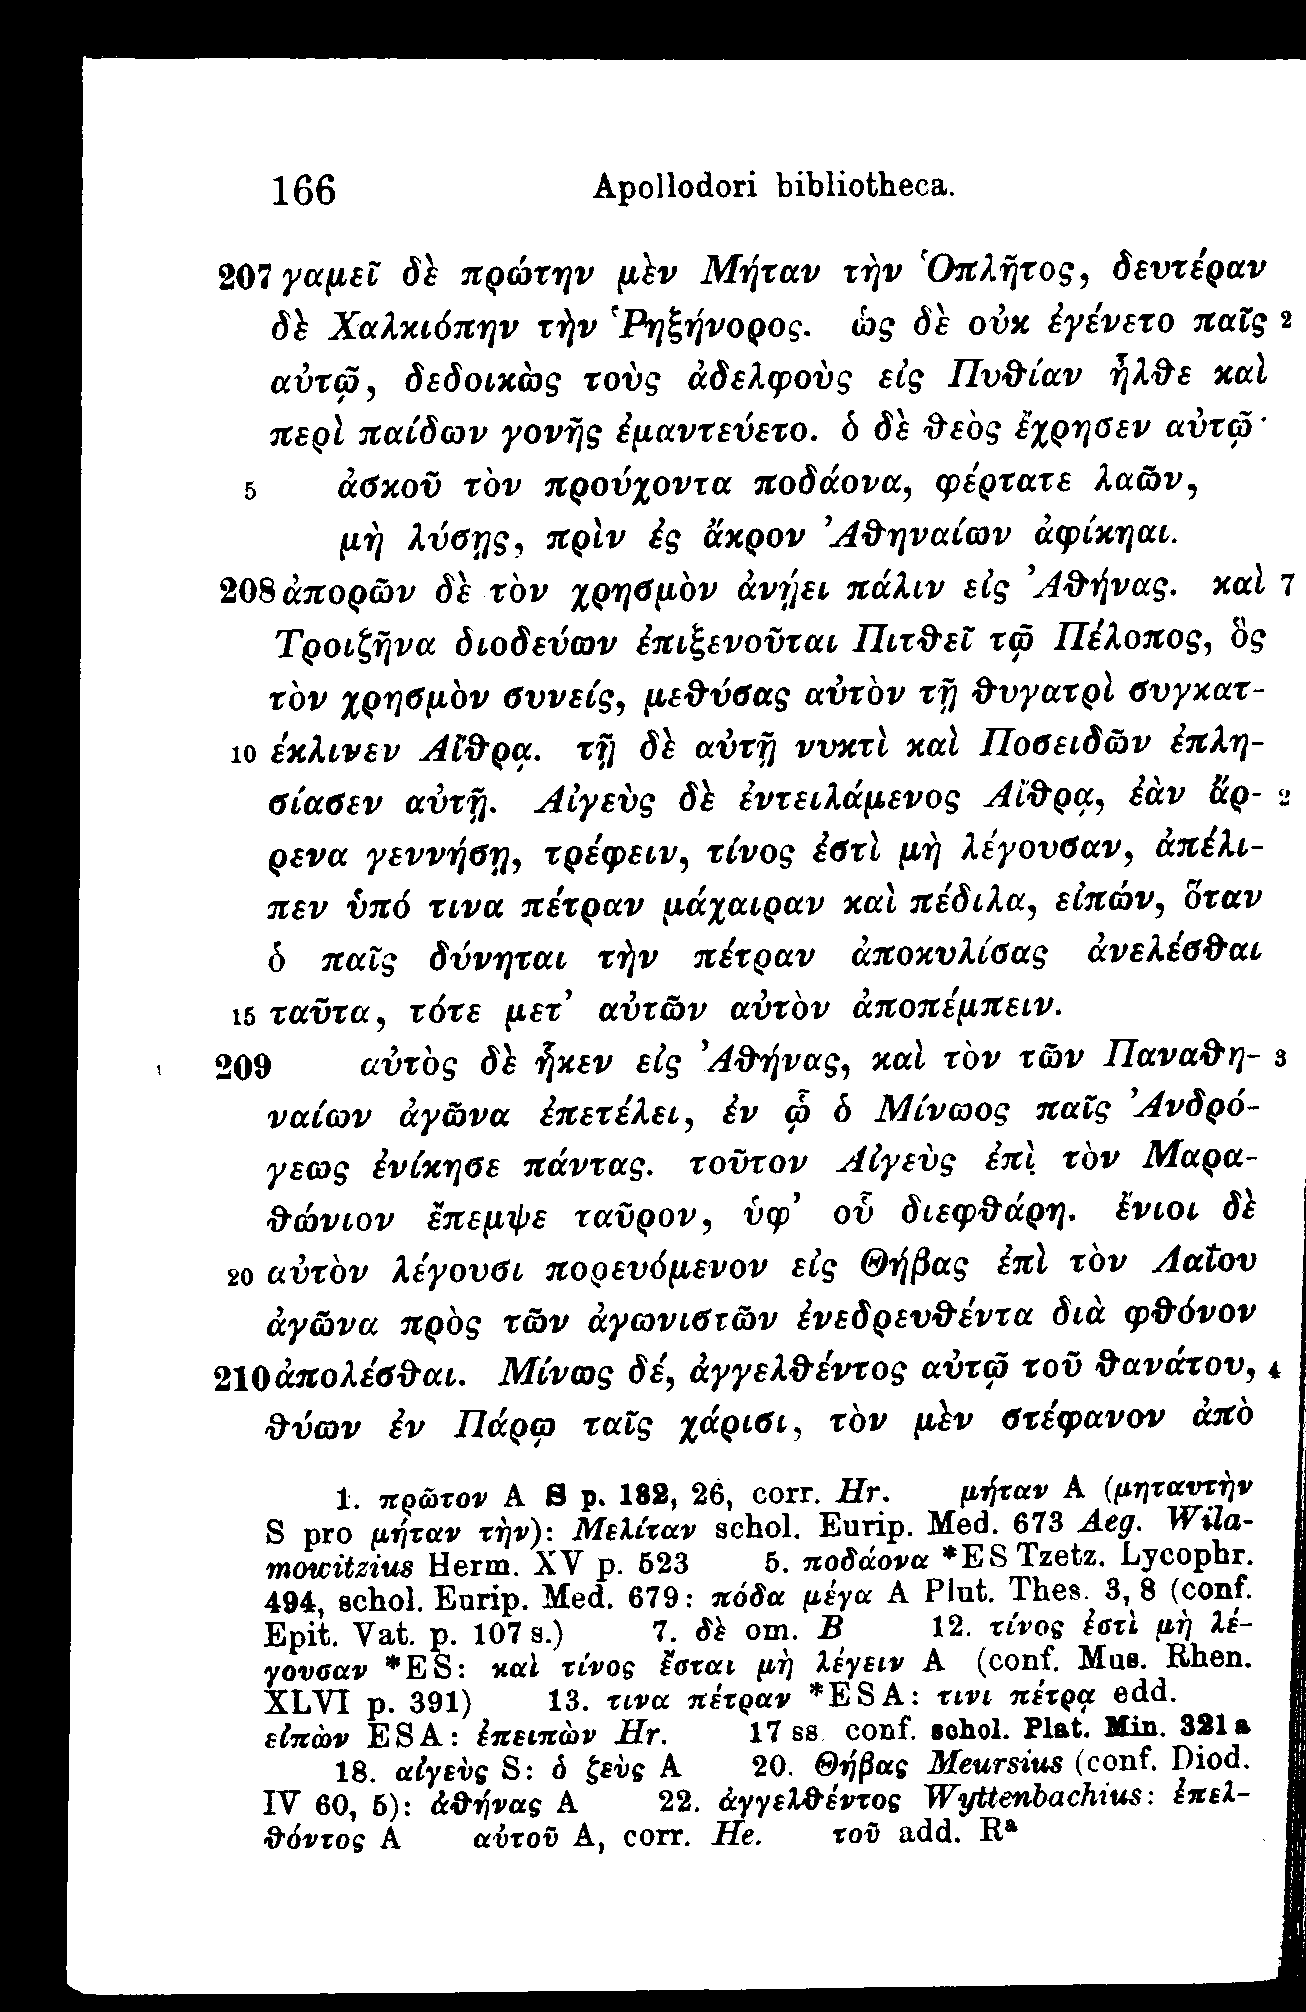 166 Apollodori bibliotheca.
207 γαμεῖ δὲ πρώτην μὲν Μήταν τὴν Ὁπλῆτος, δευτέραν
δὲ Χαλκιόπην τὴν Ῥηξήνορος. ὡς δὲ οὐκ ἐγένετο παῖς 2
αὐτῷ, δεδοικὼς τοὺς ἀδελφοὺς εἰς Πυθίαν ἦλθε καὶ
περὶ παίδων γονῆς ἐμαντεύετο. ὁ δὲ θεὸς ἔχρησεν αὐτῷ·
5 ἀσκοῦ τὸν προύχοντα ποδάονα, φέρτατε λαῶν,
μὴ λύσῃς, πρὶν ἐς ἄκρον Ἀθηναίων ἀφίκηαι.
208 ἀπορῶν δὲ τὸν χρησμὸν ἀνῄει πάλιν εἰς Ἀθήνας. καὶ 7
Τροιζῆνα διοδεύων ἐπιξενοῦται Πιτθεῖ τῷ Πέλοπος, ὃς
τὸν χρησμὸν συνείς, μεθύσας αὐτὸν τῇ θυγατρὶ συγκατ-
10 έκλινεν Αἴθρᾳ. τῇ δὲ αὐτῇ νυκτὶ καὶ Ποσειδῶν ἐπλη-
σίασεν αὐτῇ. Αἰγεὺς δὲ ἐντειλάμενος Αἴθρᾳ, ἐὰν ἄρ- 2
ρενα γεννήσῃ, τρέφειν, τίνος ἐστὶ μὴ λέγουσαν, ἀπέλι-
πεν ὑπό τινα πέτραν μάχαιραν καὶ πέδιλα, εἰπών, ὅταν
ὁ παῖς δύνηται τὴν πέτραν ἀποκυλίσας ἀνελέσθαι
15 ταῦτα, τότε μετ’ αὐτῶν αὐτὸν ἀποπέμπειν.
209 αὐτὸς δὲ ἧκεν εἰς Ἀθήνας, καὶ τὸν τῶν Παναθη- 3
ναίων ἀγῶνα ἐπετέλει, ἐν ᾧ ὁ Μίνωος παῖς Ἀνδρό-
γεως ἐνίκησε πάντας. τοῦτον Αἰγεὺς ἐπὶ τὸν Μαρα-
θώνιον ἔπεμψε ταῦρον, ὑφ’ οὗ διεφθάρη. ἔνιοι δὲ
20 αὐτὸν λέγουσι πορευόμενον εἰς Θήβας ἐπὶ τὸν Λαΐου
ἀγῶνα πρὸς τῶν ἀγωνιστῶν ἐνεδρευθέντα διὰ φθόνον
210 ἀπολέσθαι. Μίνως δέ, ἀγγελθέντος αὐτῷ τοῦ θανάτου, 4
θύων ἐν Πάρῳ ταῖς χάρισι, τὸν μὲν στέφανον ἀπὸ
1. πρῶτον A S p. 182, 26, corr. Hr. μήταν A (μηταυτὴν
S pro μήταν τὴν): Μελίταν schol. Eurip. Med. 673 Aeg. Wila-
mowitzius Herm. XV p. 523 5. ποδάονα *ES Tzetz. Lycophr.
494, schol. Eurip. Med. 679: πόδα μέγα A Plut. Thes. 3, 8 (conf.
Epit. Vat. p. 107 s.) 7. δὲ om. B 12. τίνος ἐστὶ μὴ λέ-
γουσαν *ES: καὶ τίνος ἔσται μὴ λέγειν A (conf. Mus. Rhen.
XLVI p. 391) 13. τινα πέτραν *ESA: τινι πέτρᾳ edd.
εἰπὼν ESA: ἐπειπὼν Hr. 17 ss conf. schol. Plat. Min. 321 a
18. αἰγεὺς S: ὁ ζεὺς A 20. Θήβας Meursius (conf. Diod.
IV 60, 5): ἀθήνας A 22. ἀγγελθέντος Wyttenbachius: ἐπελ-
θόντος A αὐτοῦ A, corr. He. τοῦ add. Rᵃ